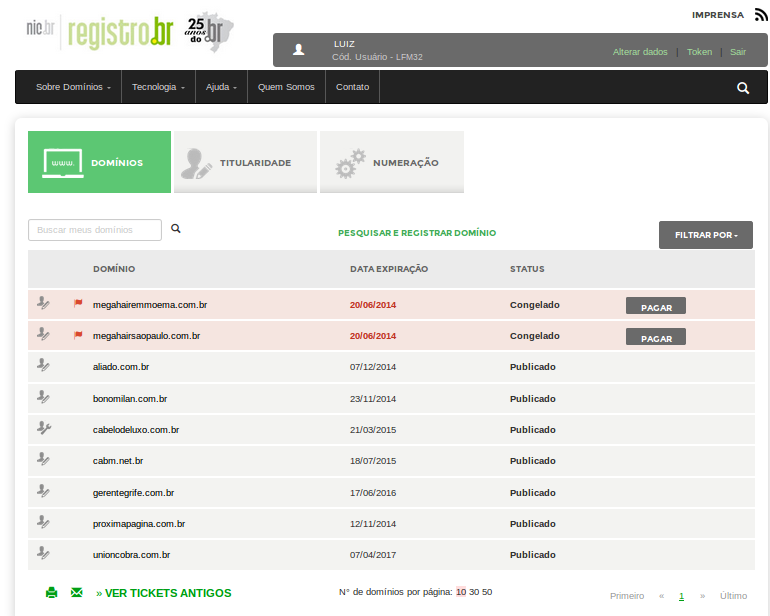 IMPRENSA
nic.br registro.br 25 anos do .br
LUIZ
Cód. Usuário - LFM32
Alterar dados | Token | Sair
Sobre Domínios Tecnologia Ajuda Quem Somos Contato
www. DOMÍNIOS TITULARIDADE NUMERAÇÃO
Buscar meus domínios PESQUISAR E REGISTRAR DOMÍNIO FILTRAR POR
DOMÍNIO DATA EXPIRAÇÃO STATUS
megahairemmoema.com.br 20/06/2014 Congelado PAGAR
megahairsaopaulo.com.br 20/06/2014 Congelado PAGAR
aliado.com.br 07/12/2014 Publicado
bonomilan.com.br 23/11/2014 Publicado
cabelodeluxo.com.br 21/03/2015 Publicado
cabm.net.br 18/07/2015 Publicado
gerentegrife.com.br 17/06/2016 Publicado
proximapagina.com.br 12/11/2014 Publicado
unioncobra.com.br 07/04/2017 Publicado
» VER TICKETS ANTIGOS N° de domínios por página: 10 30 50 Primeiro « 1 » Último